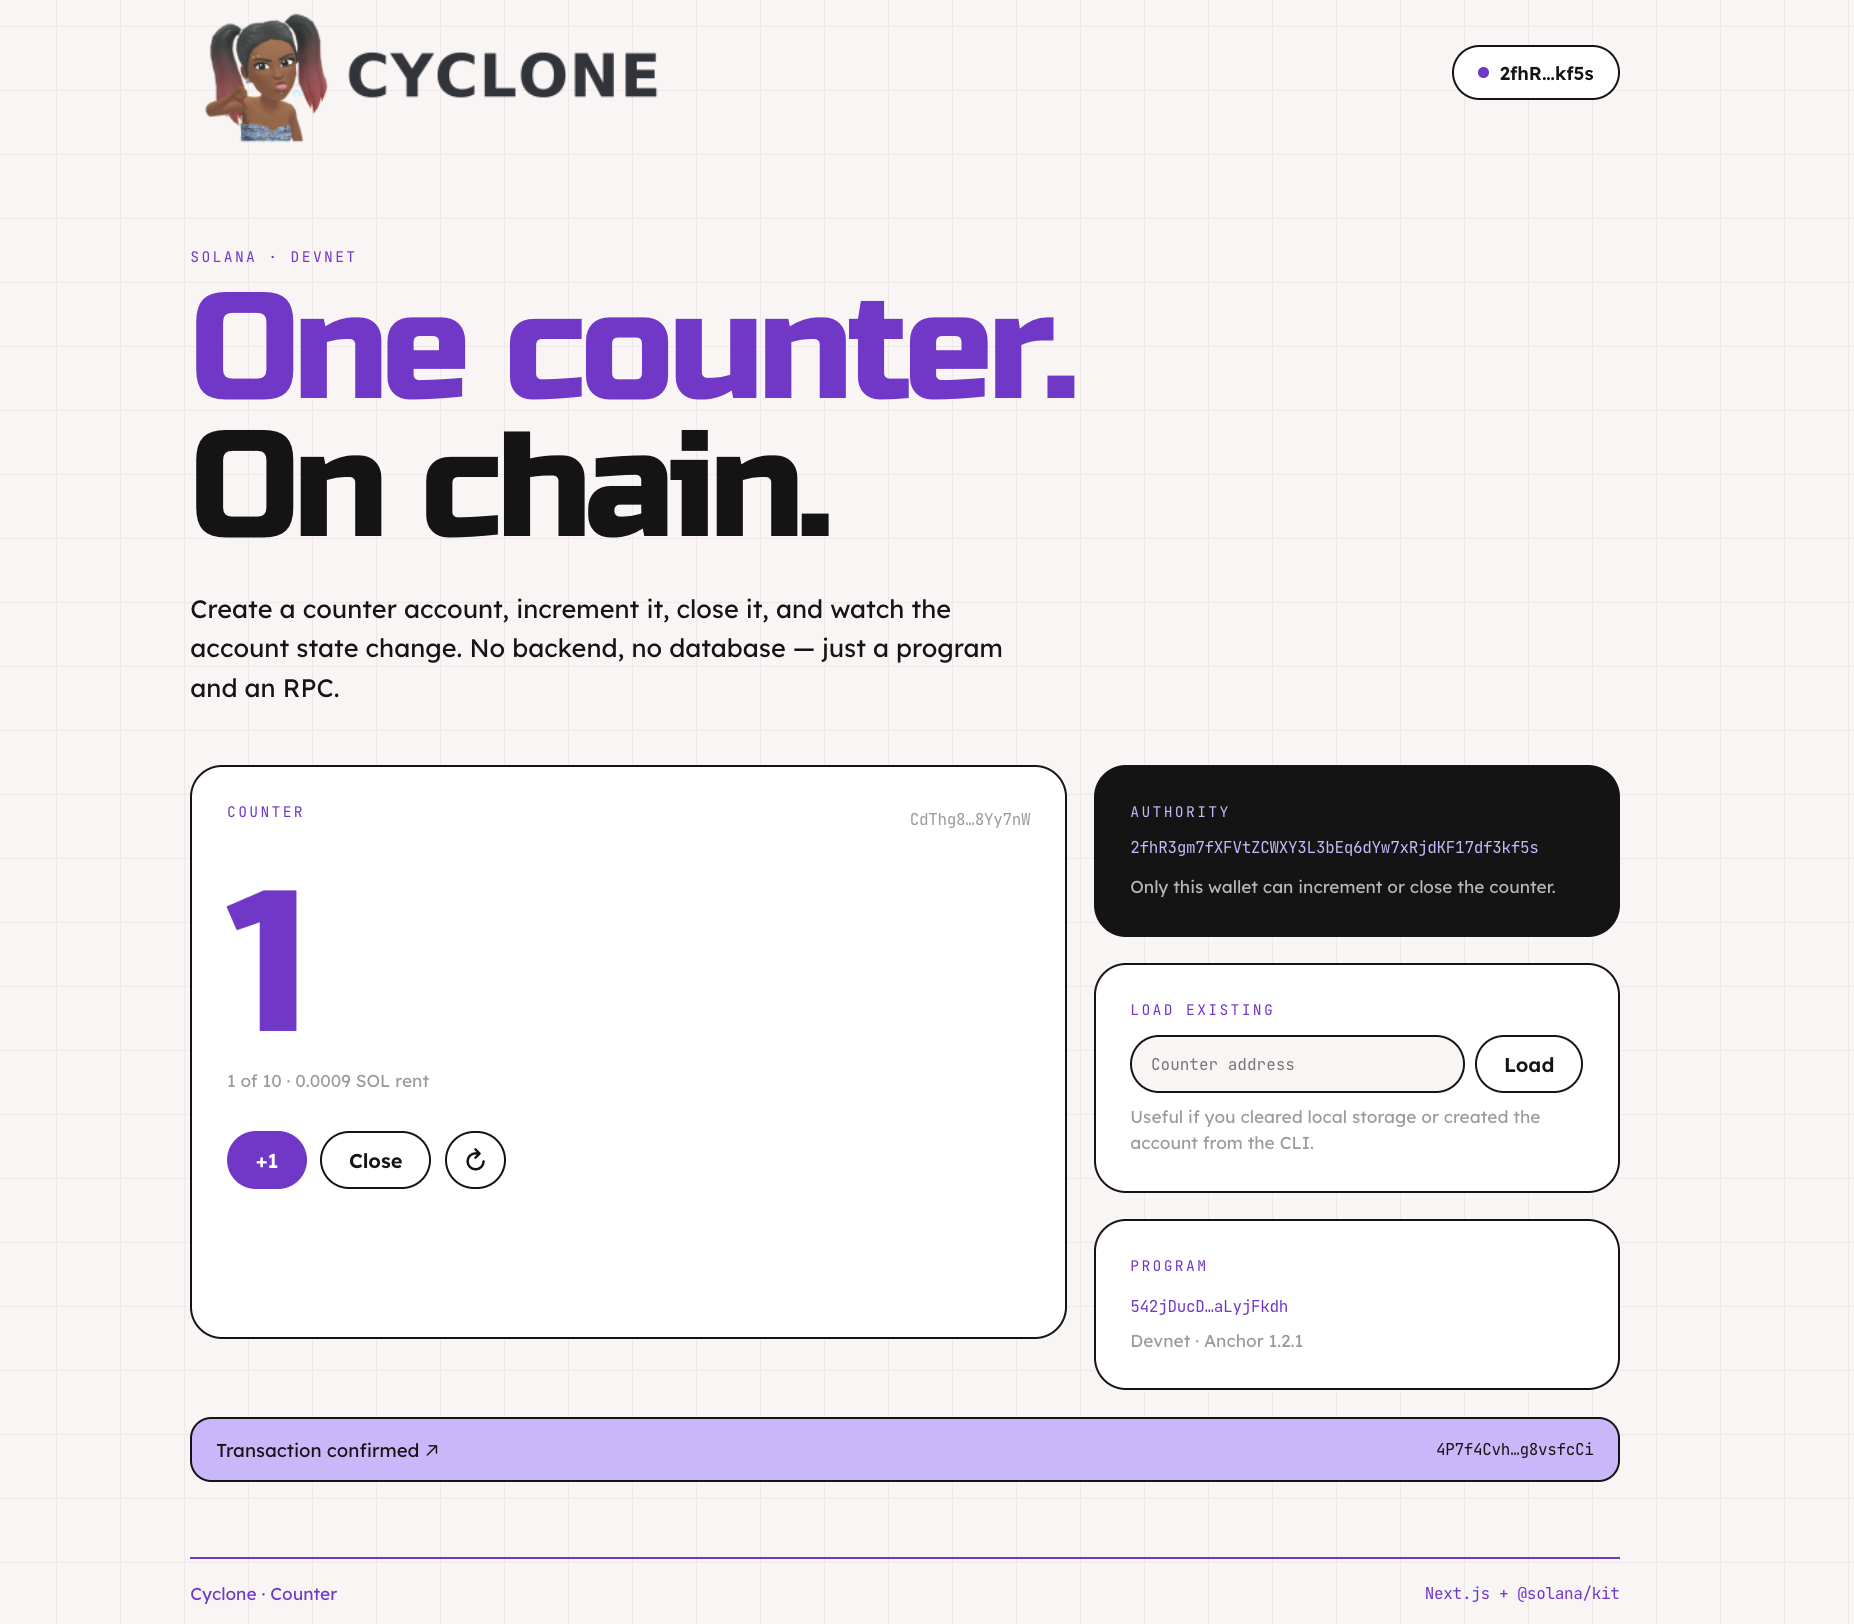 CYCLONE
2fhR…kf5s
SOLANA · DEVNET
One counter.
On chain.
Create a counter account, increment it, close it, and watch the
account state change. No backend, no database — just a program
and an RPC.
COUNTER
CdThg8…8Yy7nW
1
1 of 10 · 0.0009 SOL rent
+1
Close
↻
AUTHORITY
2fhR3gm7fXFVtZCWXY3L3bEq6dYw7xRjdKF17df3kf5s
Only this wallet can increment or close the counter.
LOAD EXISTING
Counter address
Load
Useful if you cleared local storage or created the
account from the CLI.
PROGRAM
542jDucD…aLyjFkdh
Devnet · Anchor 1.2.1
Transaction confirmed ↗
4P7f4Cvh…g8vsfcCi
Cyclone · Counter
Next.js + @solana/kit